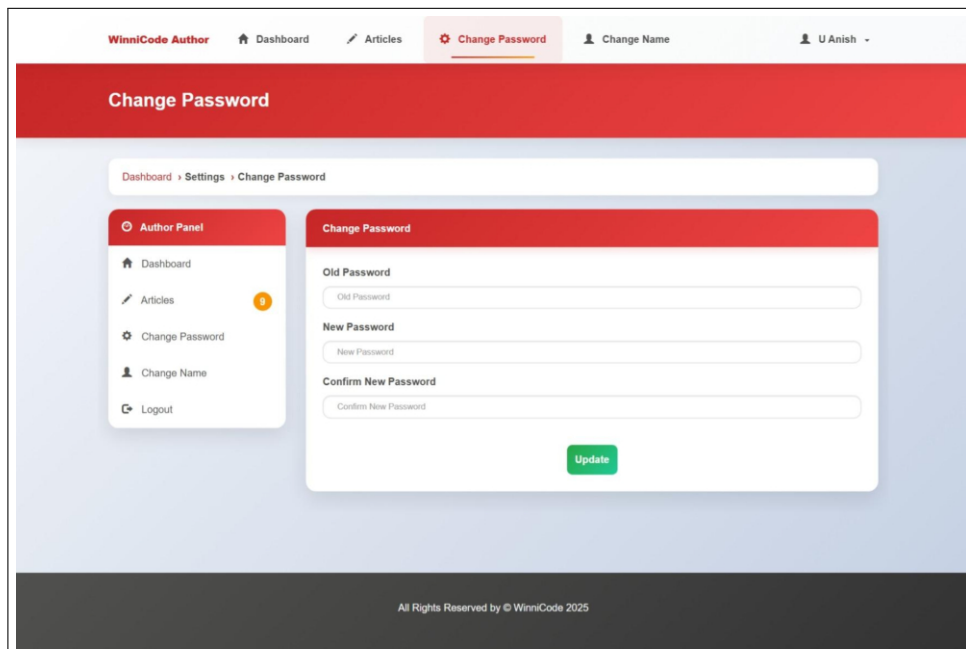 WinniCode Author Dashboard Articles Change Password Change Name U Anish
Change Password
Dashboard › Settings › Change Password
Author Panel
Dashboard
Articles 9
Change Password
Change Name
Logout
Change Password
Old Password
Old Password
New Password
New Password
Confirm New Password
Confirm New Password
Update
All Rights Reserved by © WinniCode 2025